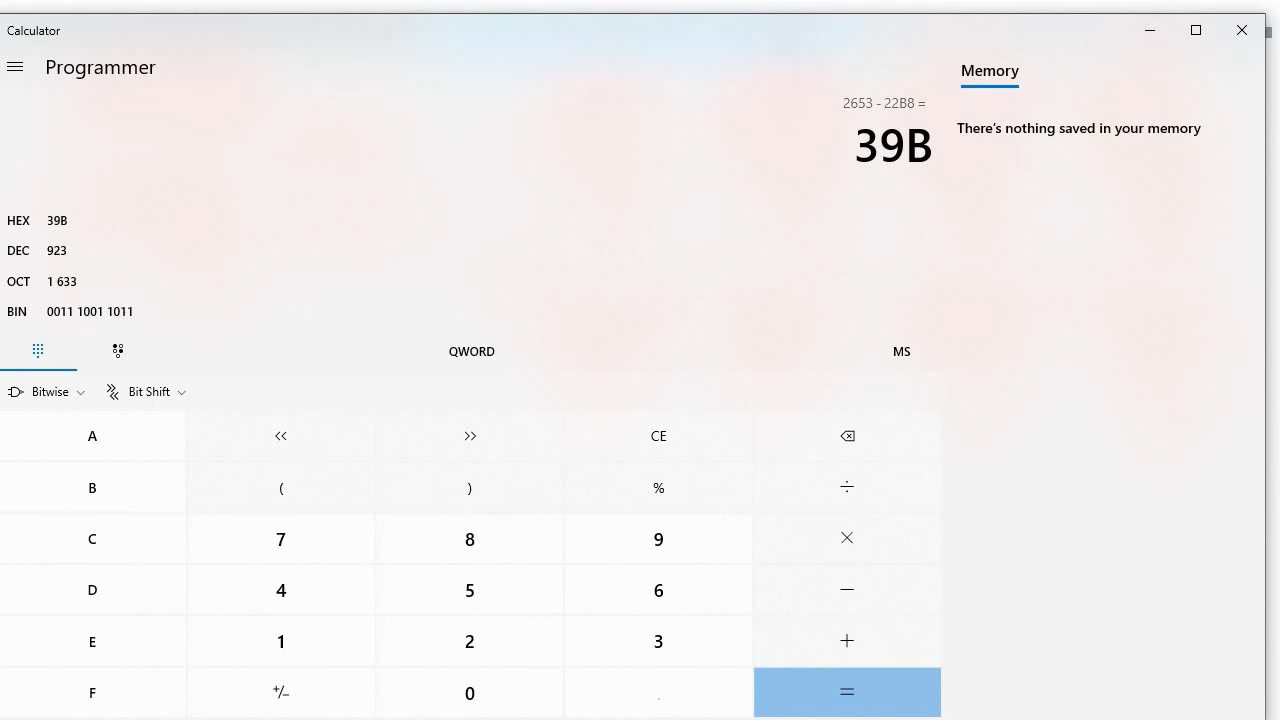 Calculator
Programmer
Memory
2653 - 22B8 =
39B
There's nothing saved in your memory
HEX 39B
DEC 923
OCT 1 633
BIN 0011 1001 1011
QWORD MS
Bitwise Bit Shift
A << >> CE
B ( ) % ÷
C 7 8 9 ×
D 4 5 6 −
E 1 2 3 +
F +/− 0 . =